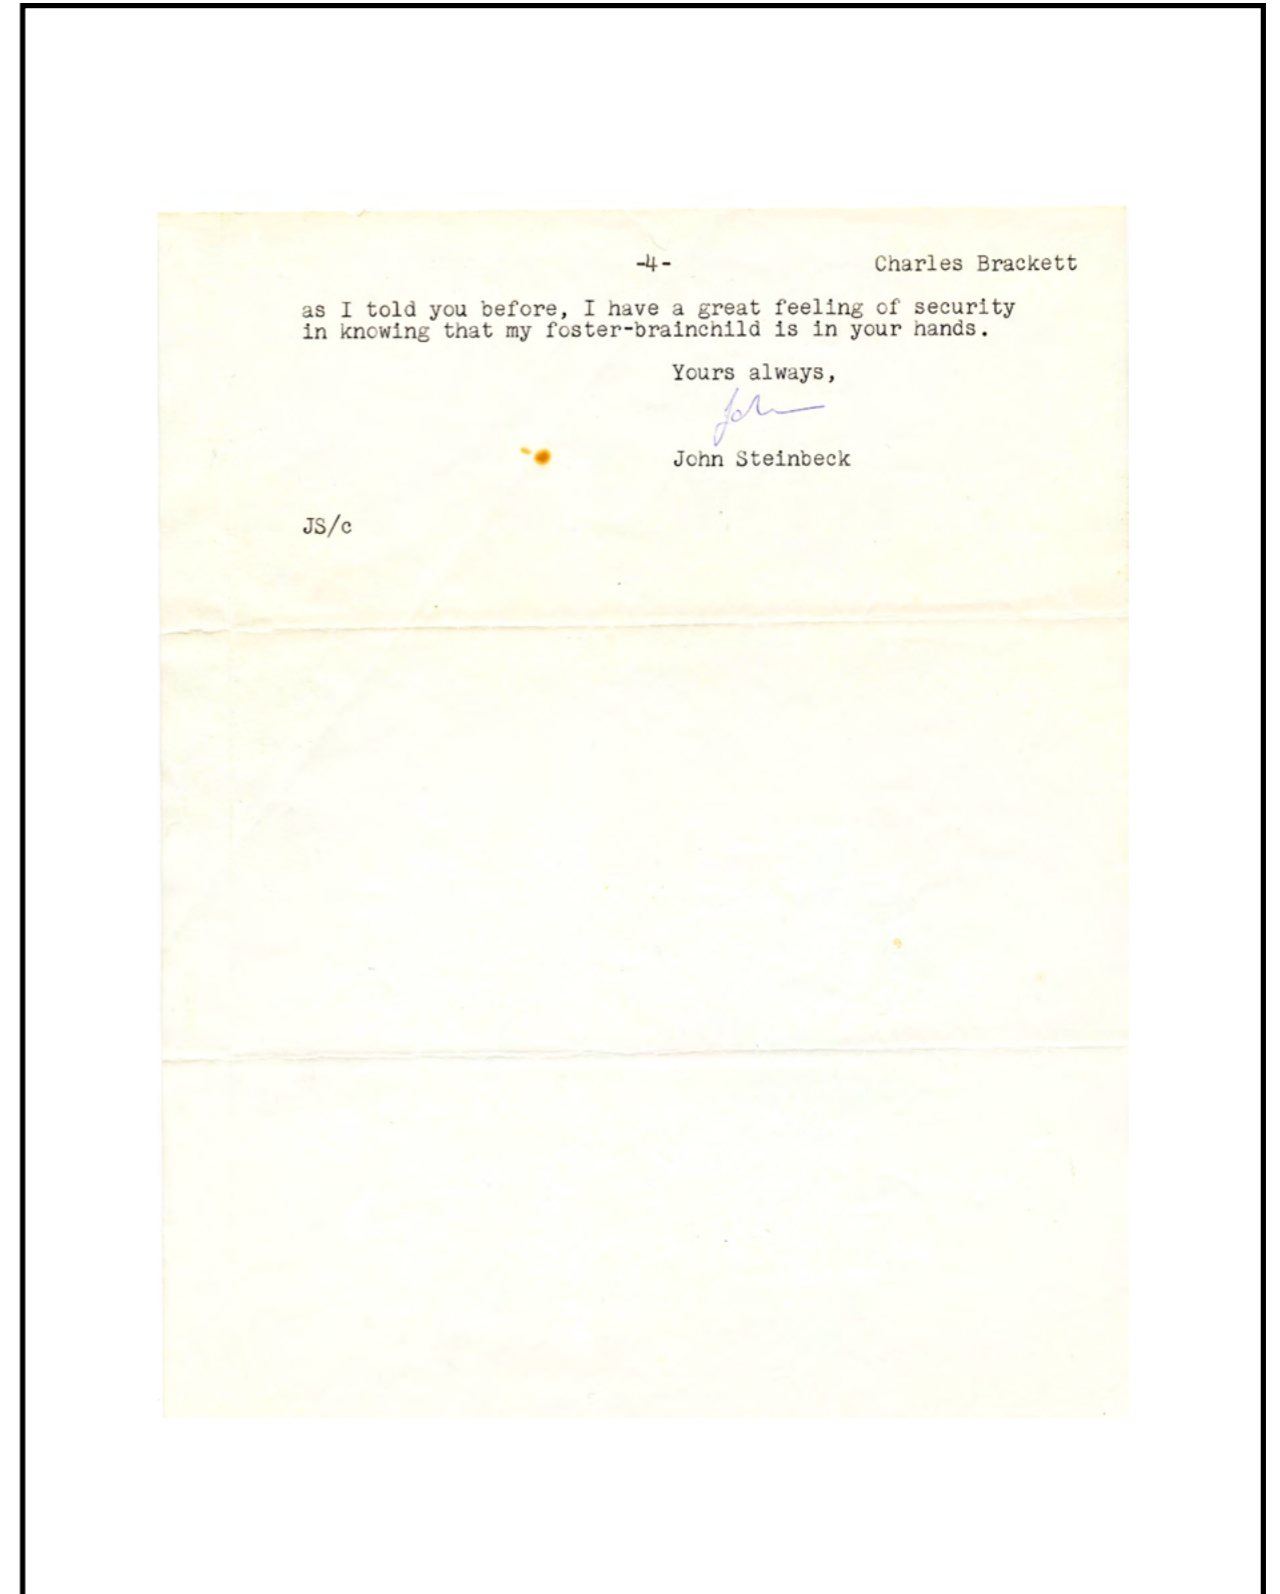 -4- Charles Brackett
as I told you before, I have a great feeling of security
in knowing that my foster-brainchild is in your hands.
Yours always,
John
John Steinbeck
JS/c